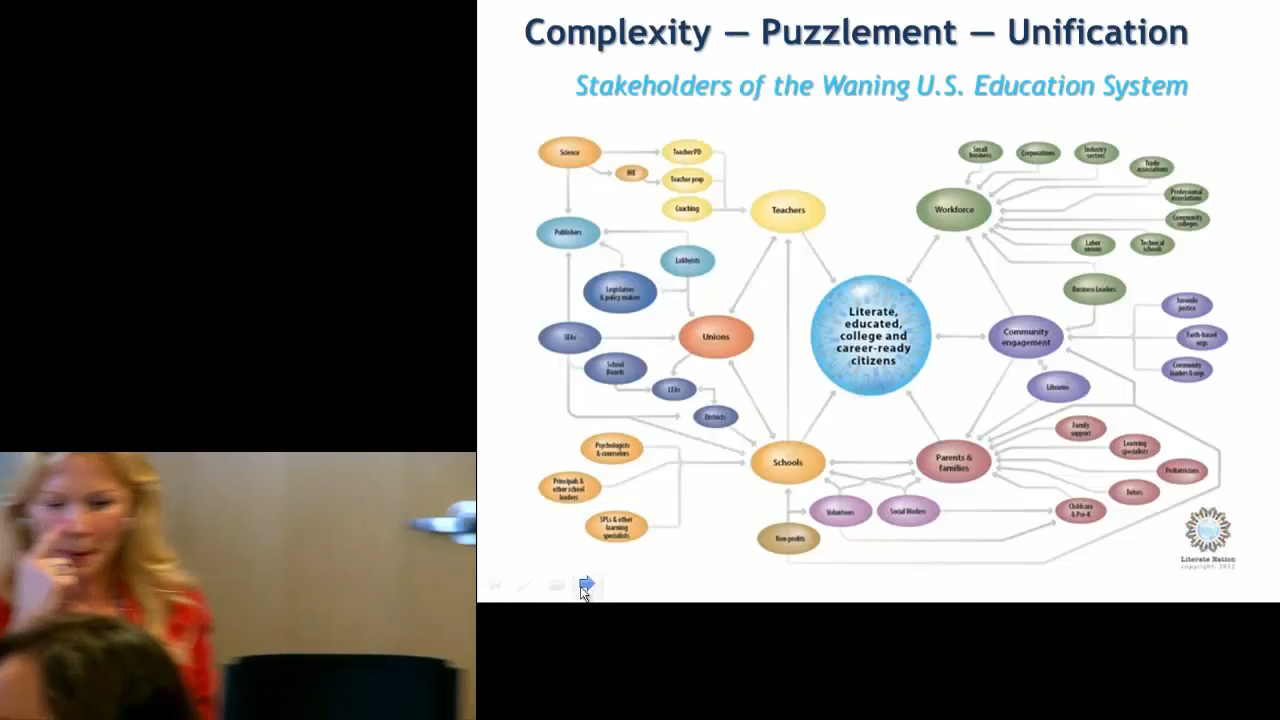 Complexity — Puzzlement — Unification
Stakeholders of the Waning U.S. Education System
Science
Teacher PD
IHE
Teacher prep
Coaching
Teachers
Publishers
Lobbyists
Legislators
& policy makers
SEAs
Unions
School
Boards
LEAs
Districts
Psychologists
& counselors
Principals &
other school
leaders
SPLs & other
learning
specialists
Schools
Non-profits
Volunteers
Social Workers
Literate,
educated,
college and
career-ready
citizens
Small
business
Corporations
Industry
sectors
Trade
associations
Professional
associations
Community
colleges
Technical
schools
Labor
unions
Workforce
Business Leaders
Community
engagement
Juvenile
justice
Faith-based
orgs
Community
leaders & orgs
Libraries
Parents &
families
Family
support
Learning
specialists
Pediatricians
Tutors
Childcare
& Pre-K
Literate Nation
copyright: 2012